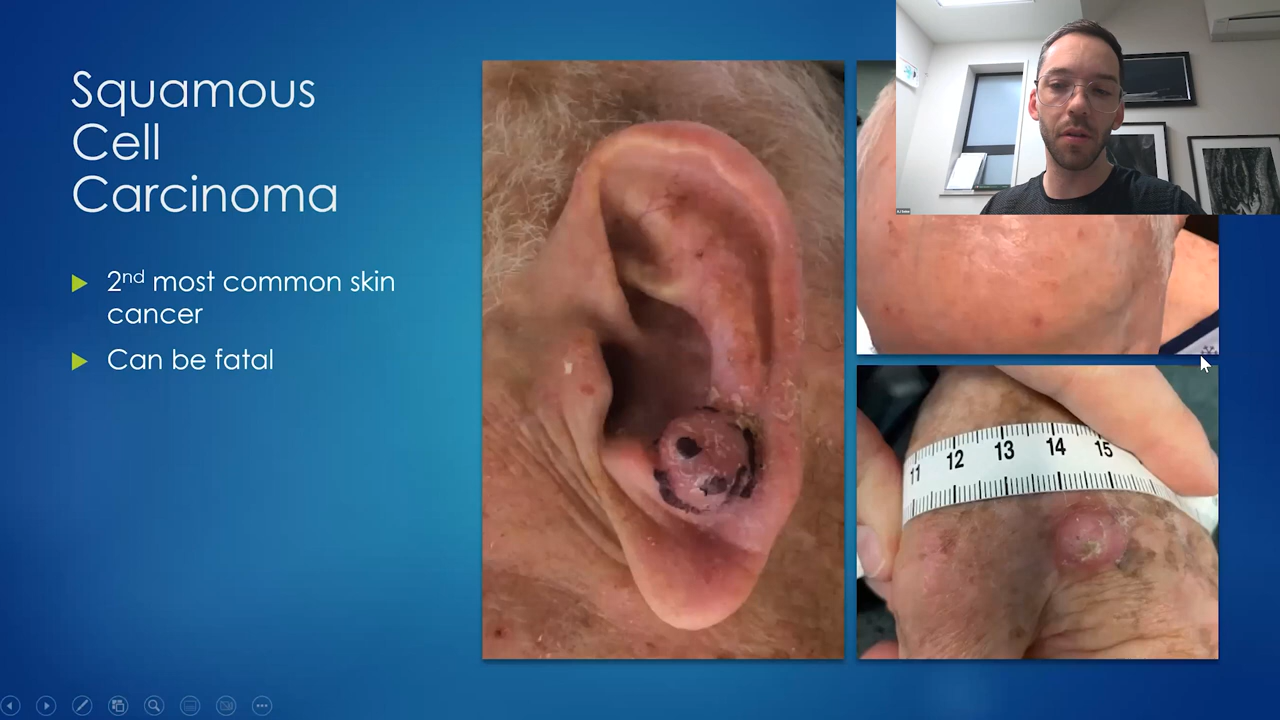 Squamous
Cell
Carcinoma
2nd most common skin
cancer
Can be fatal
11 12 13 14 15